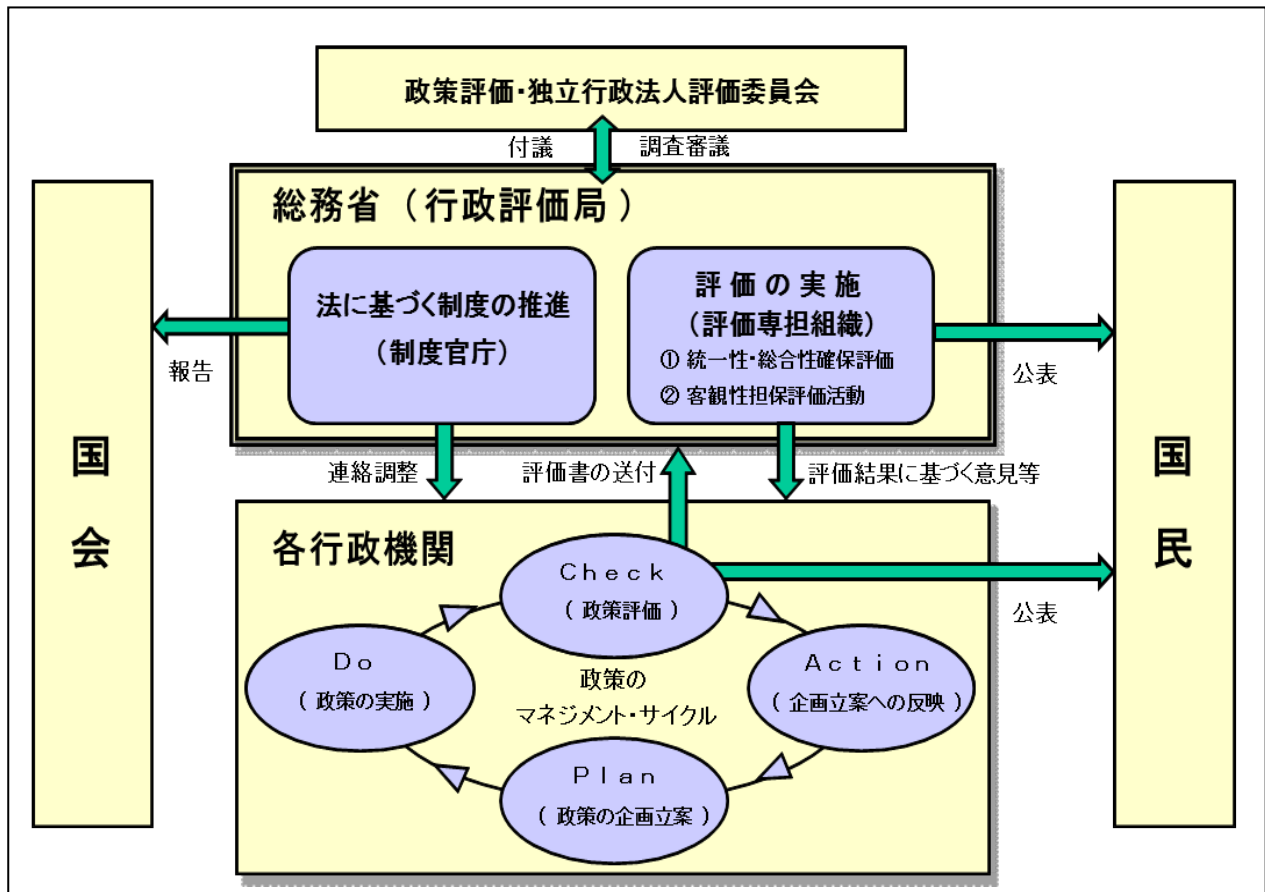 政策評価・独立行政法人評価委員会
付議
調査審議
総務省（行政評価局）
法に基づく制度の推進
（制度官庁）
評価の実施
（評価専担組織）
① 統一性・総合性確保評価
② 客観性担保評価活動
報告
公表
国会
国民
連絡調整
評価書の送付
評価結果に基づく意見等
各行政機関
Check
（政策評価）
公表
Do
（政策の実施）
政策の
マネジメント・サイクル
Action
（企画立案への反映）
Plan
（政策の企画立案）